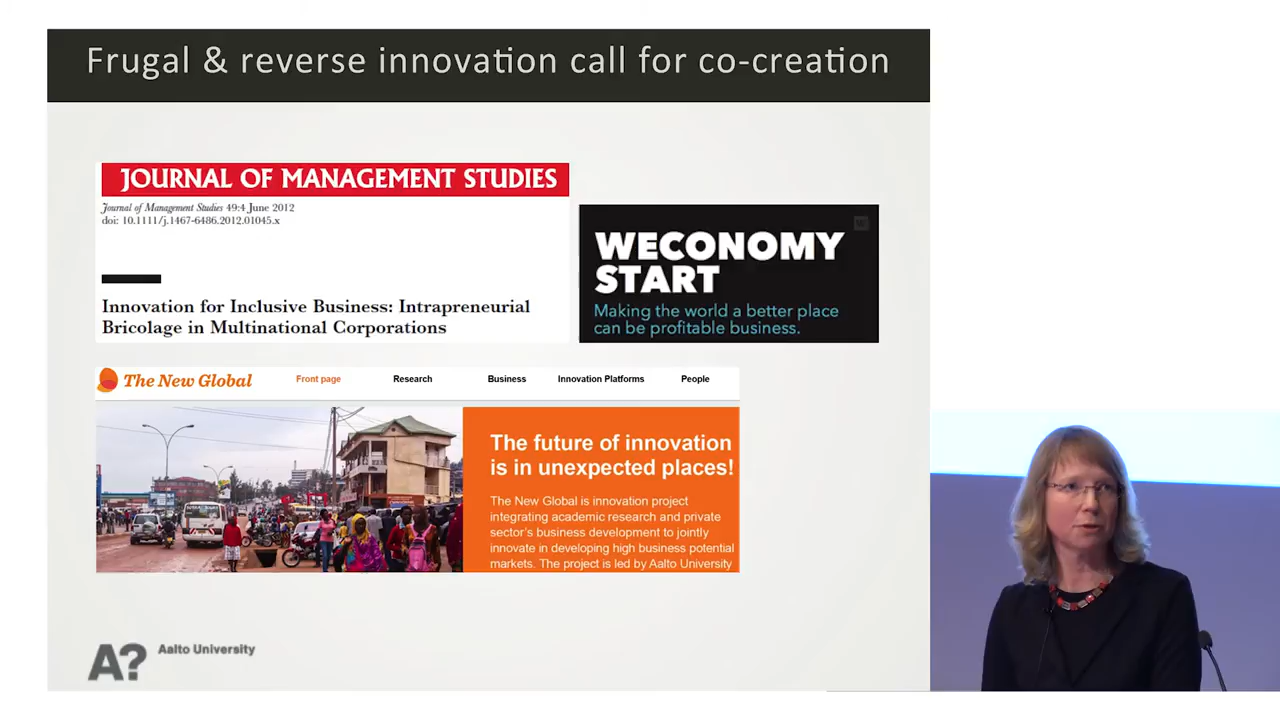 Frugal & reverse innovation call for co-creation
JOURNAL OF MANAGEMENT STUDIES
Journal of Management Studies 49:4 June 2012
doi: 10.1111/j.1467-6486.2012.01045.x
Innovation for Inclusive Business: Intrapreneurial
Bricolage in Multinational Corporations
WECONOMY
START
Making the world a better place
can be profitable business.
The New Global
Front page
Research
Business
Innovation Platforms
People
The future of innovation
is in unexpected places!
The New Global is innovation project
integrating academic research and private
sector's business development to jointly
innovate in developing high business potential
markets. The project is led by Aalto University
A?
Aalto University